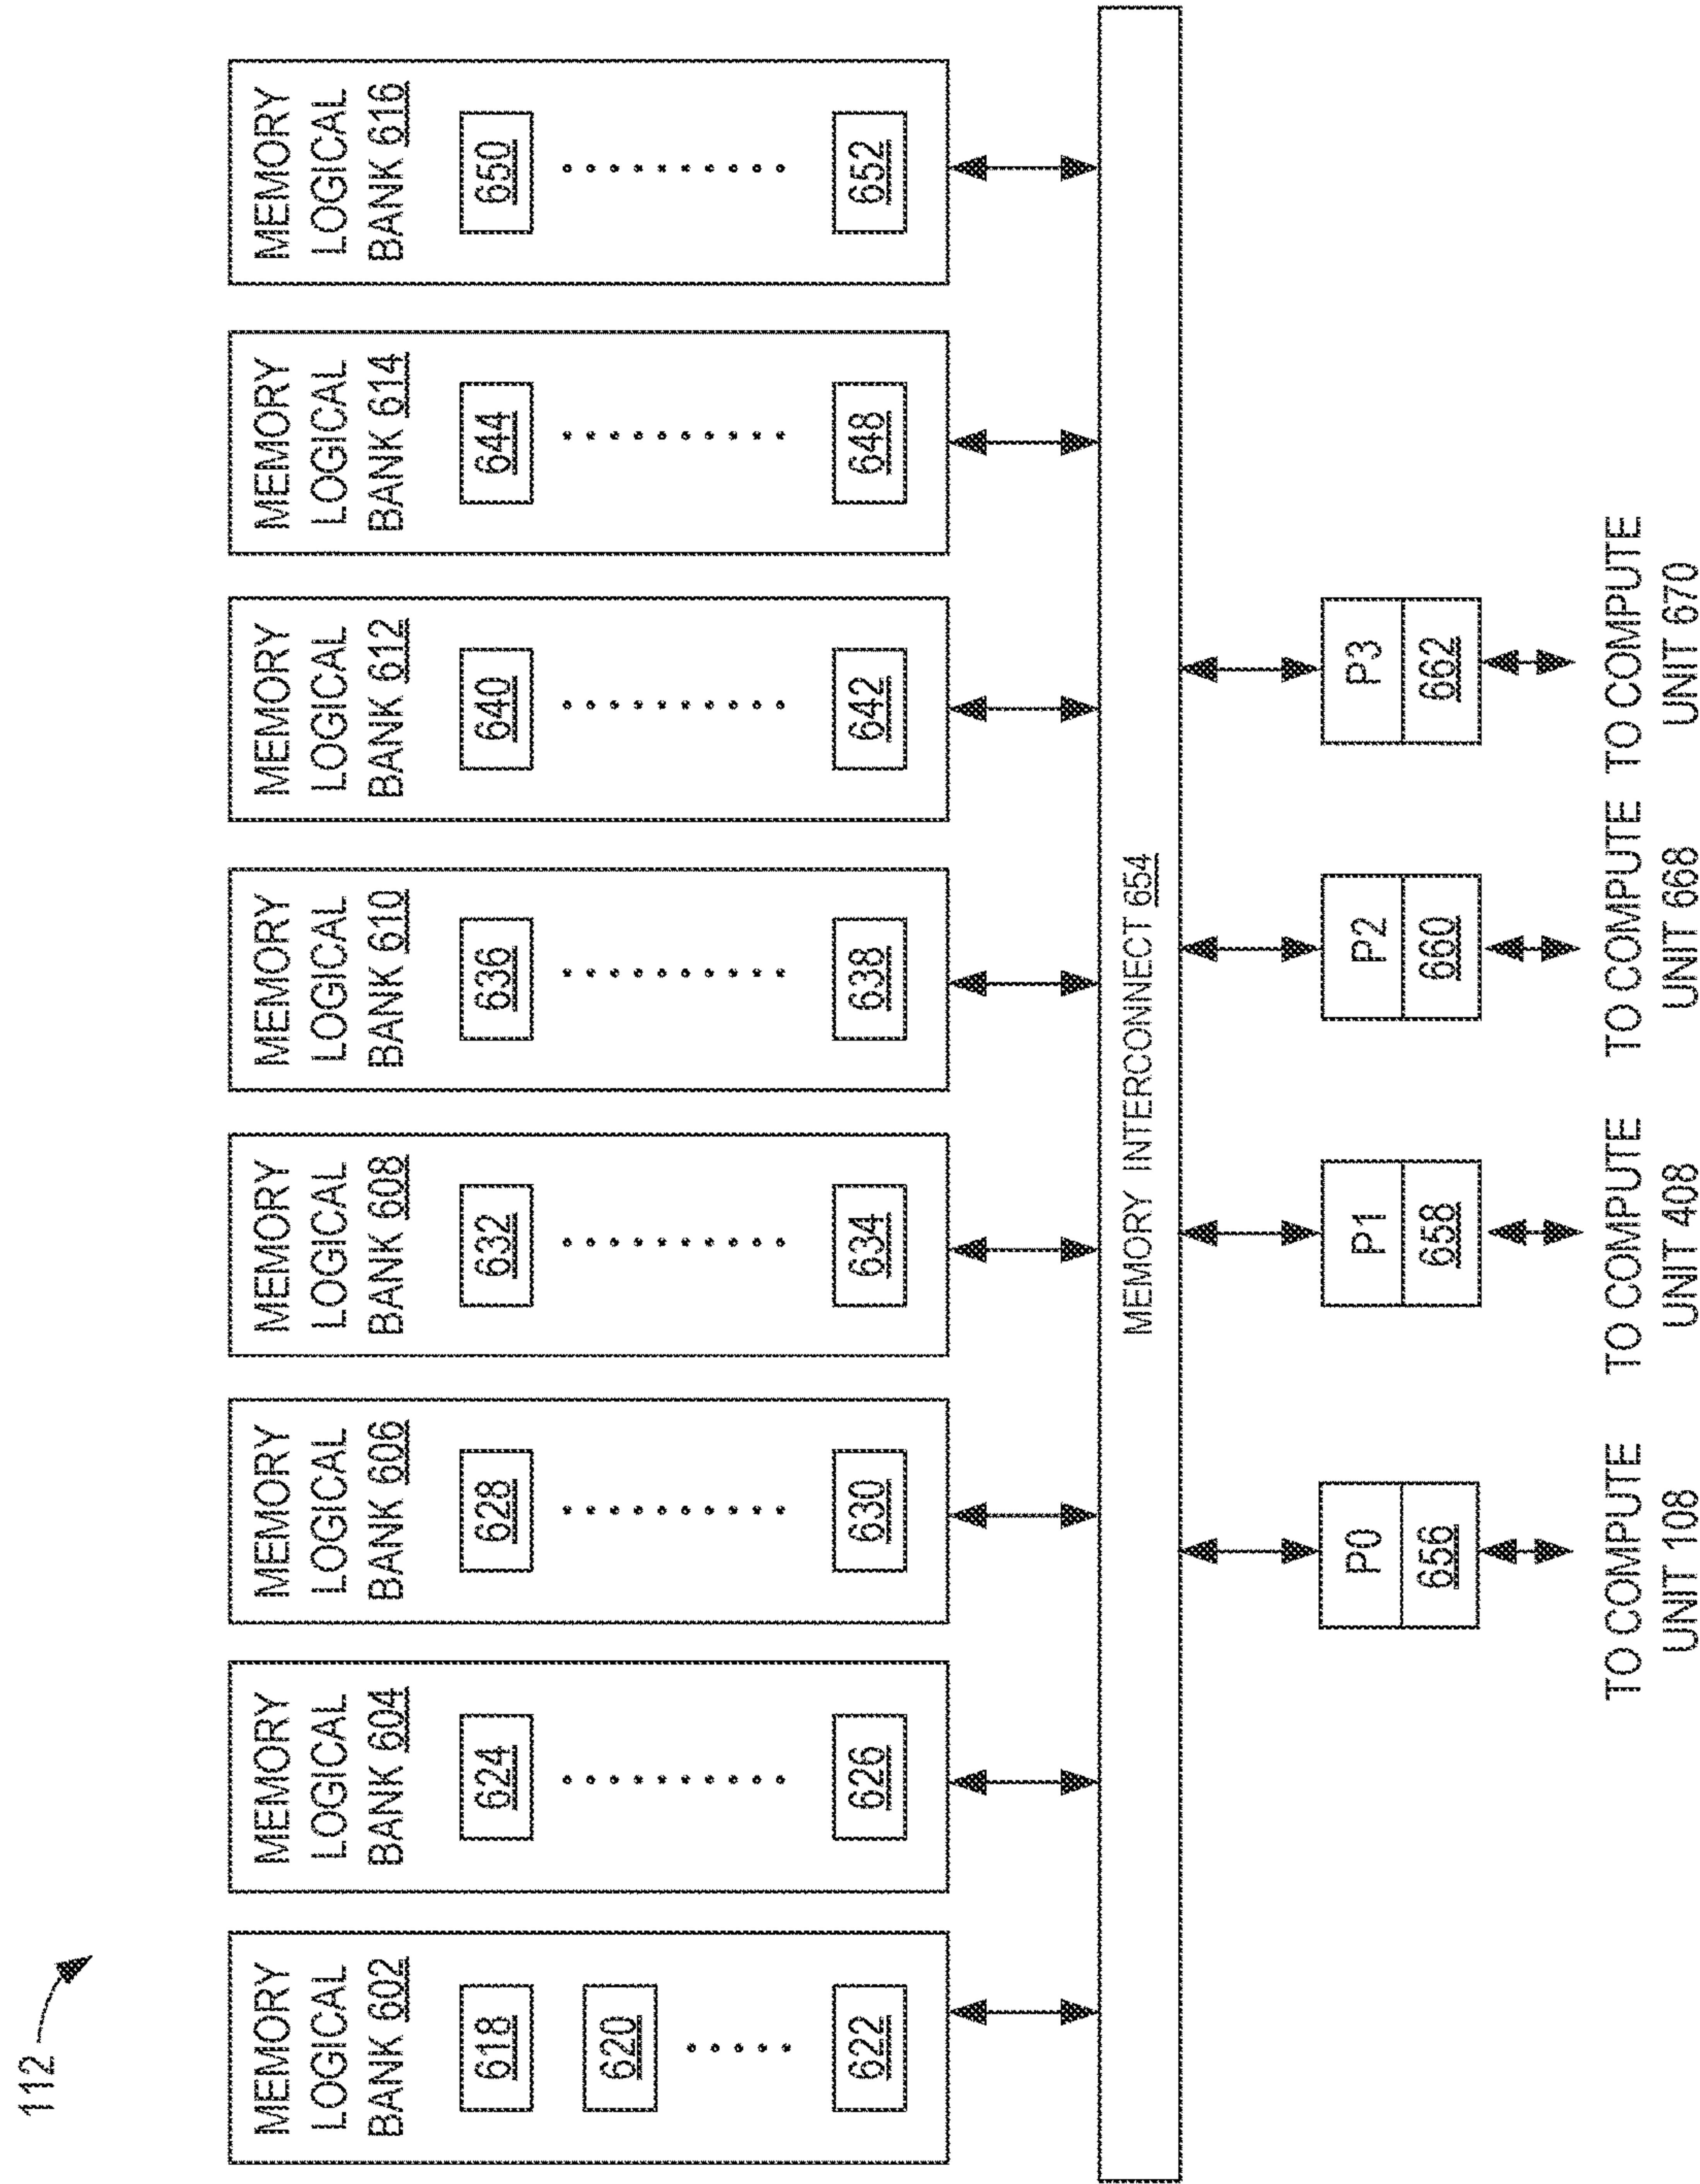 112
MEMORY
LOGICAL
BANK 602
618
620
622
MEMORY
LOGICAL
BANK 604
624
626
MEMORY
LOGICAL
BANK 606
628
630
MEMORY
LOGICAL
BANK 608
632
634
MEMORY
LOGICAL
BANK 610
636
638
MEMORY
LOGICAL
BANK 612
640
642
MEMORY
LOGICAL
BANK 614
644
648
MEMORY
LOGICAL
BANK 616
650
652
MEMORY INTERCONNECT 654
P0
656
P1
658
P2
660
P3
662
TO COMPUTE
UNIT 108
TO COMPUTE
UNIT 408
TO COMPUTE
UNIT 668
TO COMPUTE
UNIT 670